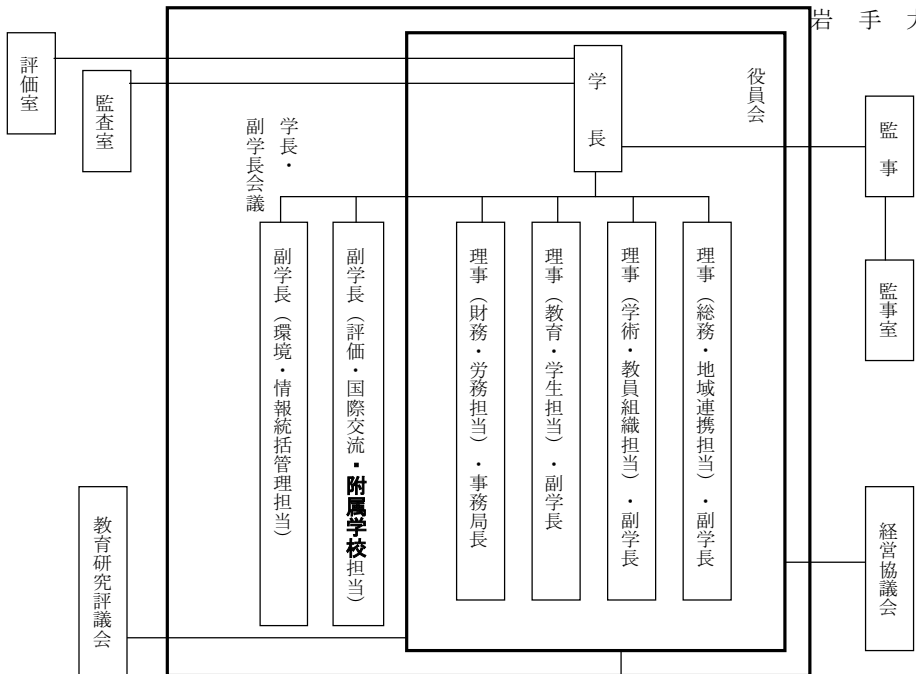 岩手大
役員会
学長
監事
監事室
経営協議会
理事（総務・地域連携担当）・副学長
理事（学術・教員組織担当）・副学長
理事（教育・学生担当）・副学長
理事（財務・労務担当）・事務局長
学長・
副学長会議
副学長（評価・国際交流・附属学校担当）
副学長（環境・情報統括管理担当）
監査室
評価室
教育研究評議会